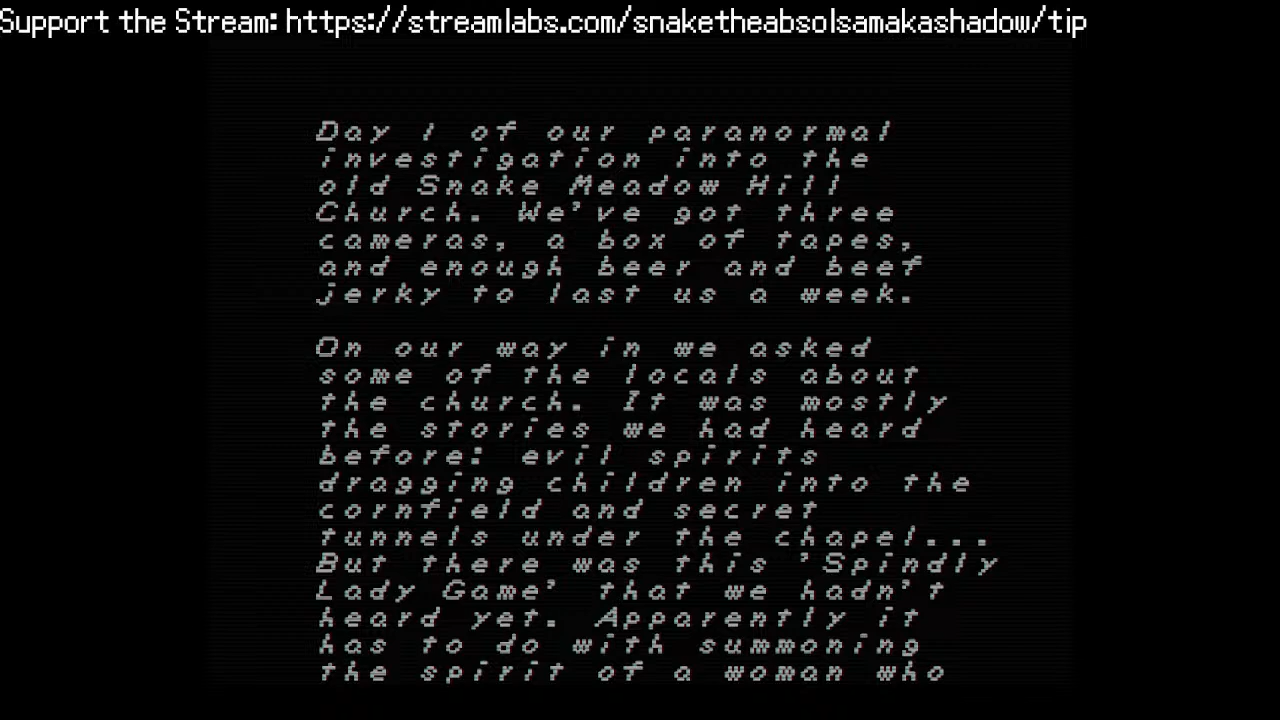 Support the Stream: https://streamlabs.com/snaketheabsolsamakashadow/tip
Day 1 of our paranormal
investigation into the
old Snake Meadow Hill
Church. We've got three
cameras, a box of tapes,
and enough beer and beef
jerky to last us a week.
On our way in we asked
some of the locals about
the church. It was mostly
the stories we had heard
before: evil spirits
dragging children into the
cornfield and secret
tunnels under the chapel...
But there was this 'Spindly
Lady Game' that we hadn't
heard yet. Apparently it
has to do with summoning
the spirit of a woman who